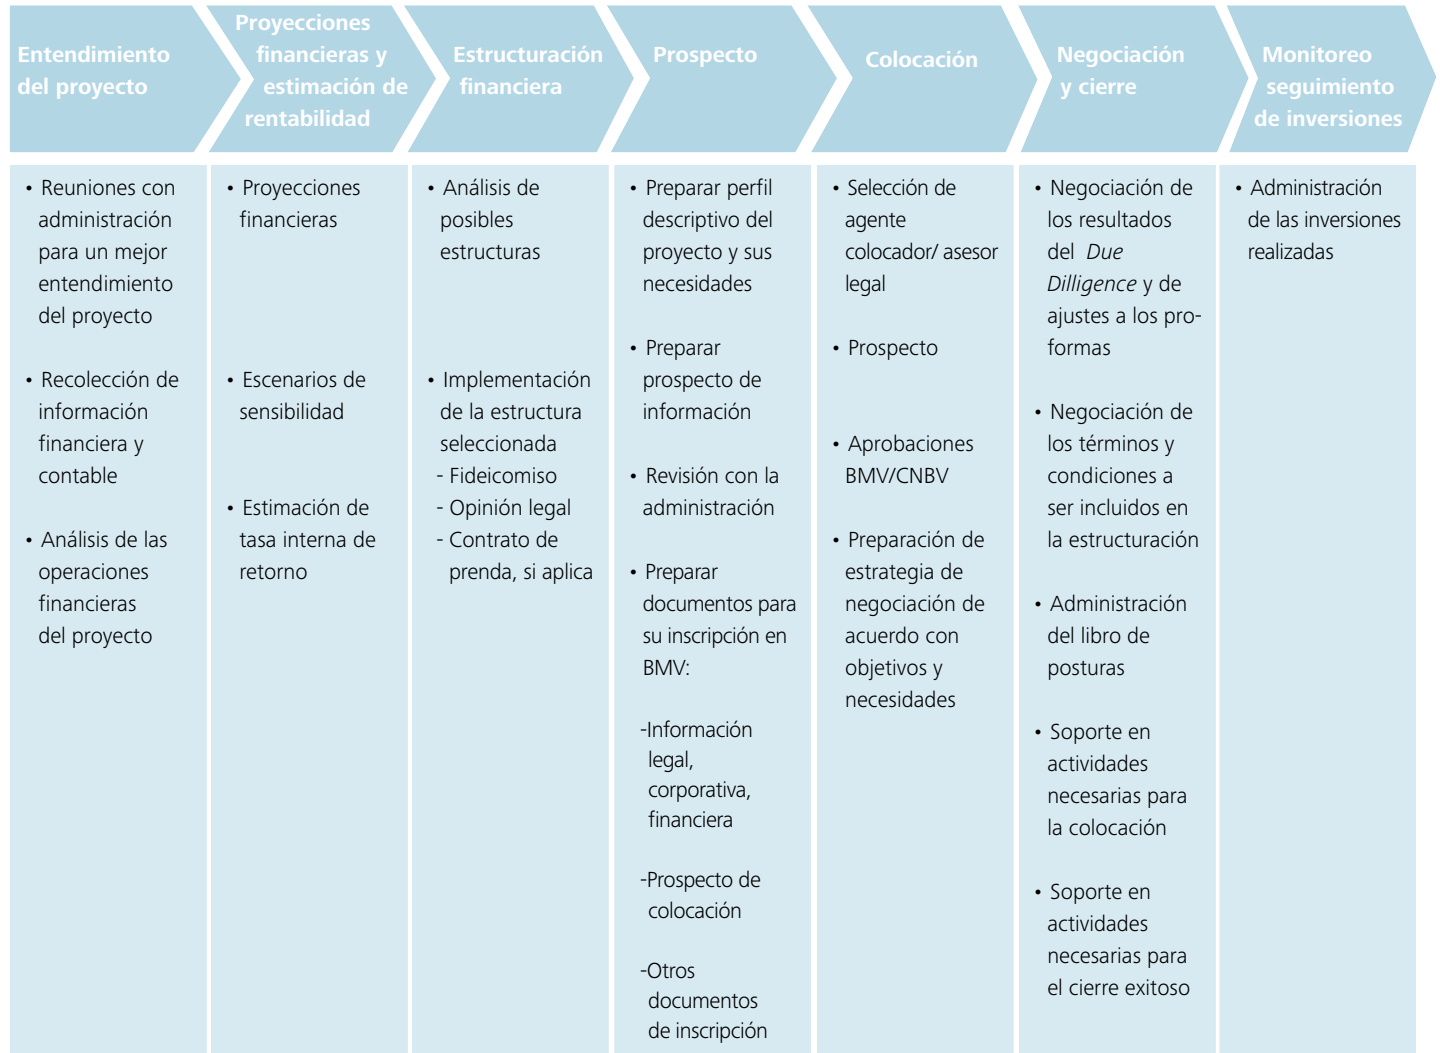 Entendimiento
del proyecto
Proyecciones
financieras y
estimación de
rentabilidad
Estructuración
financiera
Prospecto
Colocación
Negociación
y cierre
Monitoreo
seguimiento
de inversiones
• Reuniones con
administración
para un mejor
entendimiento
del proyecto
• Recolección de
información
financiera y
contable
• Análisis de las
operaciones
financieras
del proyecto
• Proyecciones
financieras
• Escenarios de
sensibilidad
• Estimación de
tasa interna de
retorno
• Análisis de
posibles
estructuras
• Implementación
de la estructura
seleccionada
- Fideicomiso
- Opinión legal
- Contrato de
prenda, si aplica
• Preparar perfil
descriptivo del
proyecto y sus
necesidades
• Preparar
prospecto de
información
• Revisión con la
administración
• Preparar
documentos para
su inscripción en
BMV:
-Información
legal,
corporativa,
financiera
-Prospecto de
colocación
-Otros
documentos
de inscripción
• Selección de
agente
colocador/ asesor
legal
• Prospecto
• Aprobaciones
BMV/CNBV
• Preparación de
estrategia de
negociación de
acuerdo con
objetivos y
necesidades
• Negociación de
los resultados
del Due
Dilligence y de
ajustes a los pro-
formas
• Negociación de
los términos y
condiciones a
ser incluidos en
la estructuración
• Administración
del libro de
posturas
• Soporte en
actividades
necesarias para
la colocación
• Soporte en
actividades
necesarias para
el cierre exitoso
• Administración
de las inversiones
realizadas